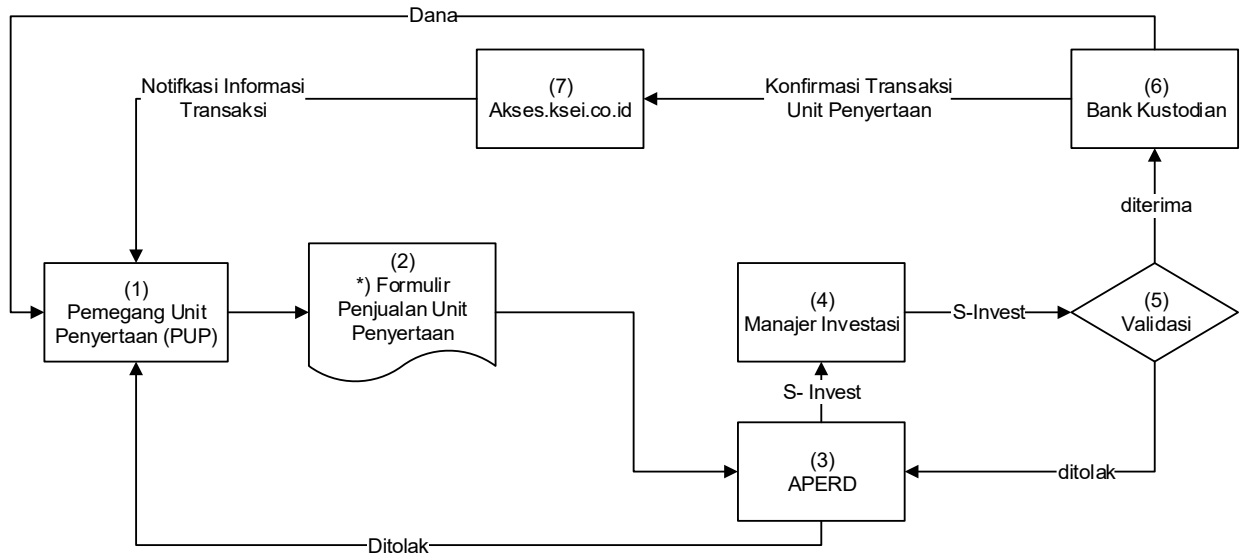 Dana
(7)
Akses.ksei.co.id
(6)
Bank Kustodian
Notifkasi Informasi
Transaksi
Konfirmasi Transaksi
Unit Penyertaan
diterima
(1)
Pemegang Unit
Penyertaan (PUP)
(2)
*) Formulir
Penjualan Unit
Penyertaan
(4)
Manajer Investasi
S-Invest
(5)
Validasi
S- Invest
(3)
APERD
ditolak
Ditolak